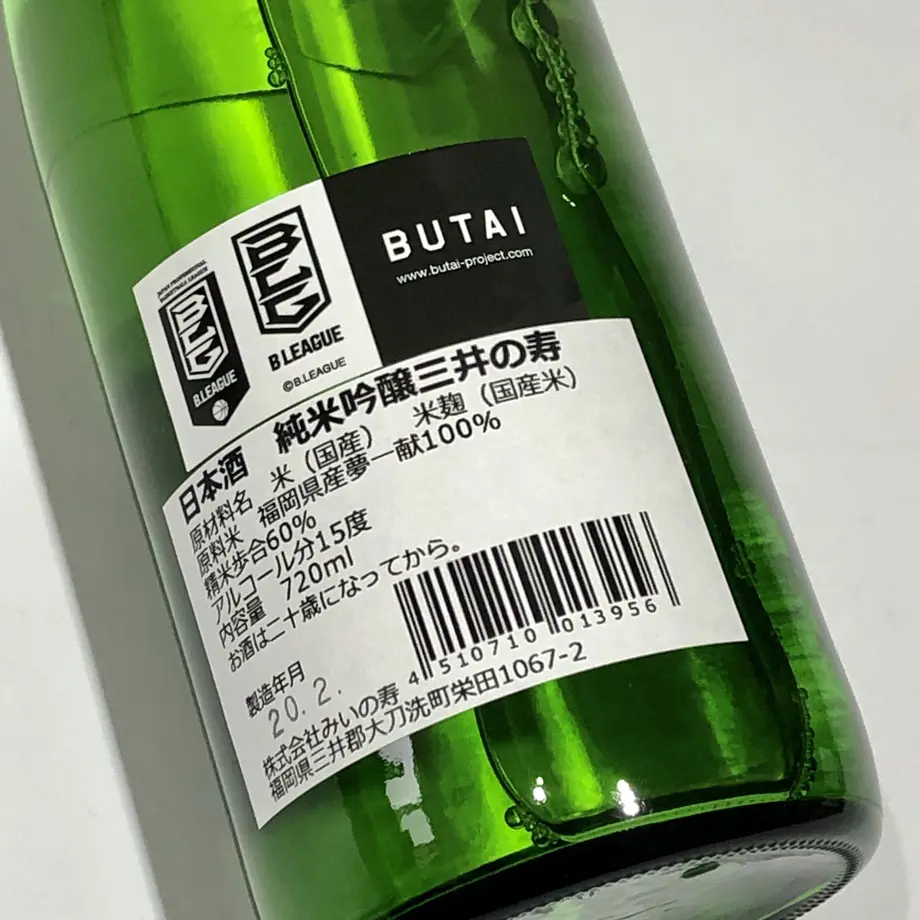 JAPAN PROFESSIONAL
BASKETBALL LEAGUE
BLG
B.LEAGUE
BLG
B.LEAGUE
©B.LEAGUE
BUTAI
www.butai-project.com
日本酒 純米吟醸三井の寿
原材料名 米(国産) 米麹(国産米)
原料米 福岡県産夢一献100%
精米歩合60%
アルコール分15度
内容量 720ml
お酒は二十歳になってから。
4 510710 013956
製造年月
20.2.
株式会社みいの寿
福岡県三井郡大刀洗町栄田1067-2